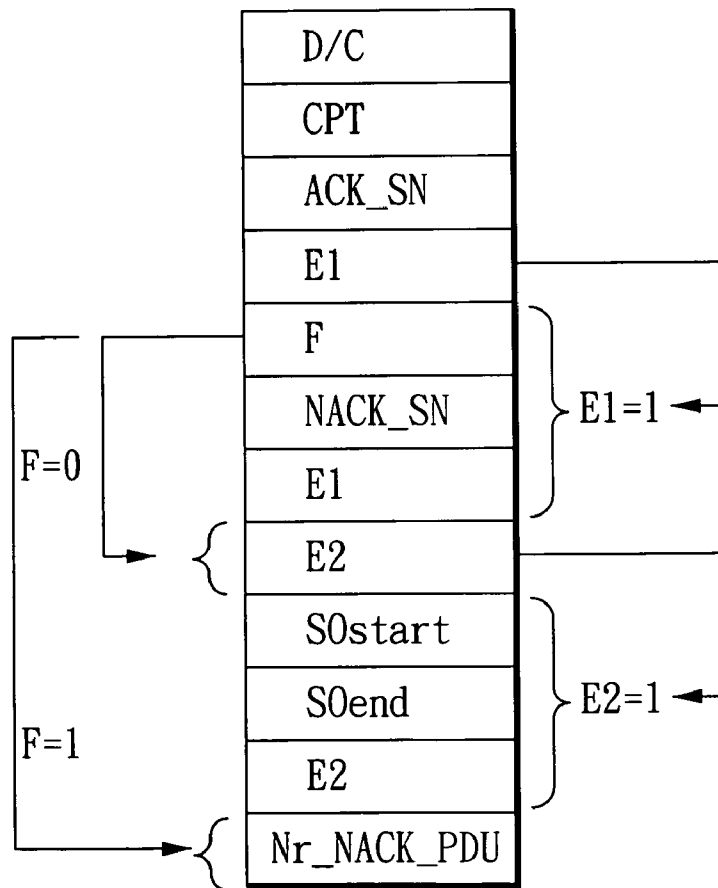 D/C
CPT
ACK_SN
E1
F
NACK_SN
E1=1
F=0
E1
E2
SOstart
SOend
E2=1
F=1
E2
Nr_NACK_PDU